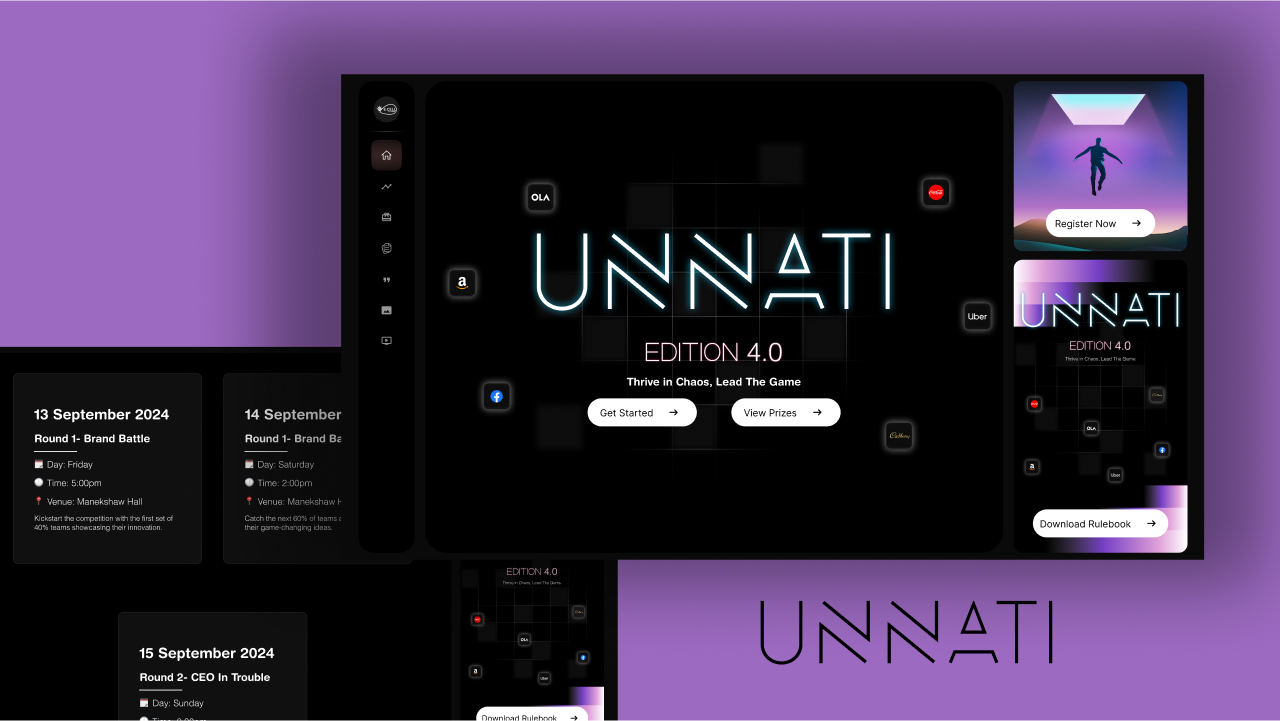 OLA
Coca-Cola
a
Uber
Cadbury
UNNATI
EDITION 4.0
Thrive in Chaos, Lead The Game
Get Started →
View Prizes →
Register Now →
UNNATI
EDITION 4.0
Thrive in Chaos, Lead The Game
OLA
a
Uber
Download Rulebook →
13 September 2024
Round 1- Brand Battle
Day: Friday
Time: 5:00pm
Venue: Manekshaw Hall
Kickstart the competition with the first set of
40% teams showcasing their innovation.
14 September
Round 1- Brand Ba
Day: Saturday
Time: 2:00pm
Venue: Manekshaw H
Catch the next 60% of teams
their game-changing ideas.
15 September 2024
Round 2- CEO In Trouble
Day: Sunday
EDITION 4.0
Thrive in Chaos, Lead The Game
OLA
a
Uber
Download Rulebook →
UNNATI